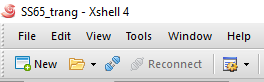 SS65_trang - Xshell 4
File Edit View Tools Window Help
New Reconnect